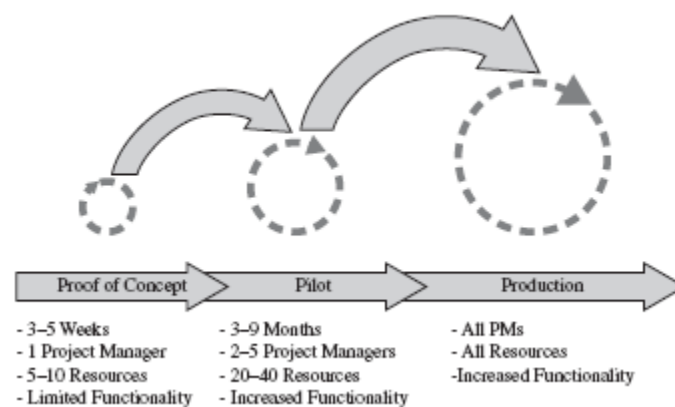 Proof of Concept
Pilot
Production
- 3–5 Weeks
- 1 Project Manager
- 5–10 Resources
- Limited Functionality
- 3–9 Months
- 2–5 Project Managers
- 20–40 Resources
- Increased Functionality
- All PMs
- All Resources
-Increased Functionality